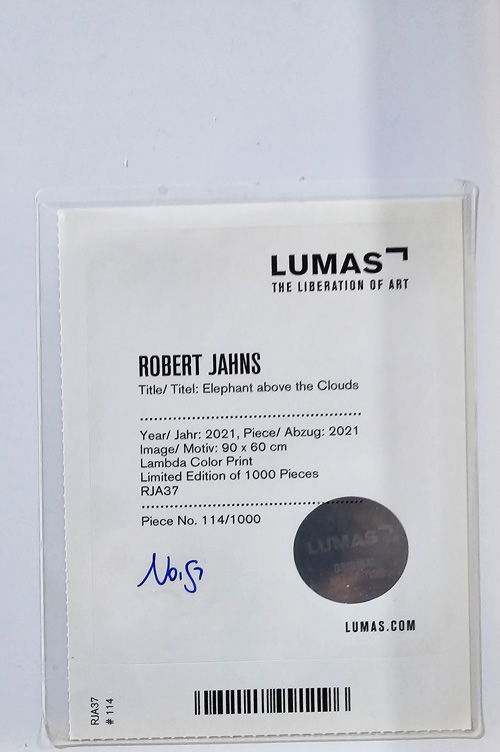 LUMAS
THE LIBERATION OF ART
ROBERT JAHNS
Title/ Titel: Elephant above the Clouds
Year/ Jahr: 2021, Piece/ Abzug: 2021
Image/ Motiv: 90 x 60 cm
Lambda Color Print
Limited Edition of 1000 Pieces
RJA37
Piece No. 114/1000
LUMAS
ORIGINAL
LUMAS.COM
RJA37
# 114